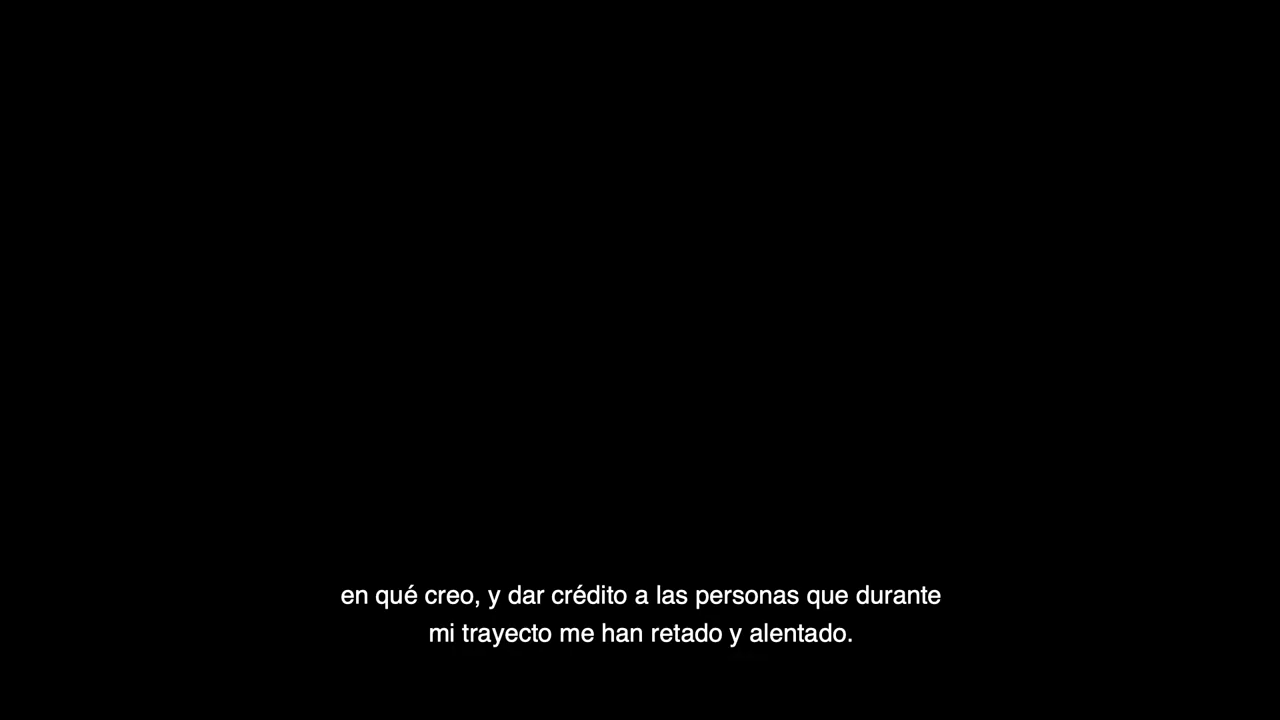 en qué creo, y dar crédito a las personas que durante
mi trayecto me han retado y alentado.